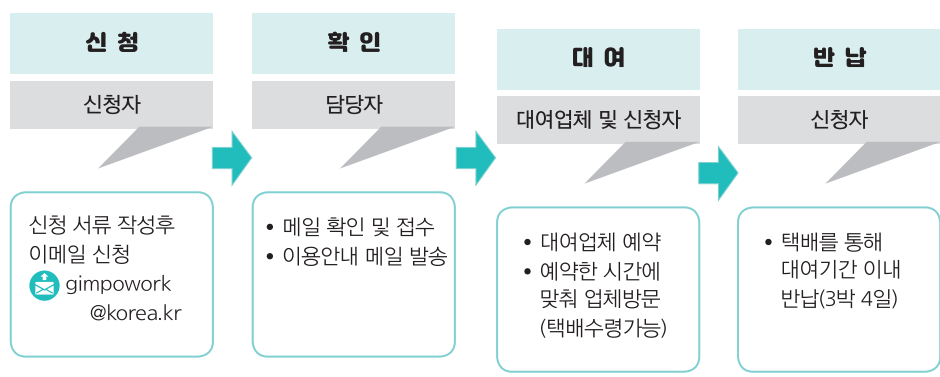 신 청
신청자
신청 서류 작성후
이메일 신청
gimpowork
@korea.kr
확 인
담당자
• 메일 확인 및 접수
• 이용안내 메일 발송
대 여
대여업체 및 신청자
• 대여업체 예약
• 예약한 시간에
맞춰 업체방문
(택배수령가능)
반 납
신청자
• 택배를 통해
대여기간 이내
반납(3박 4일)